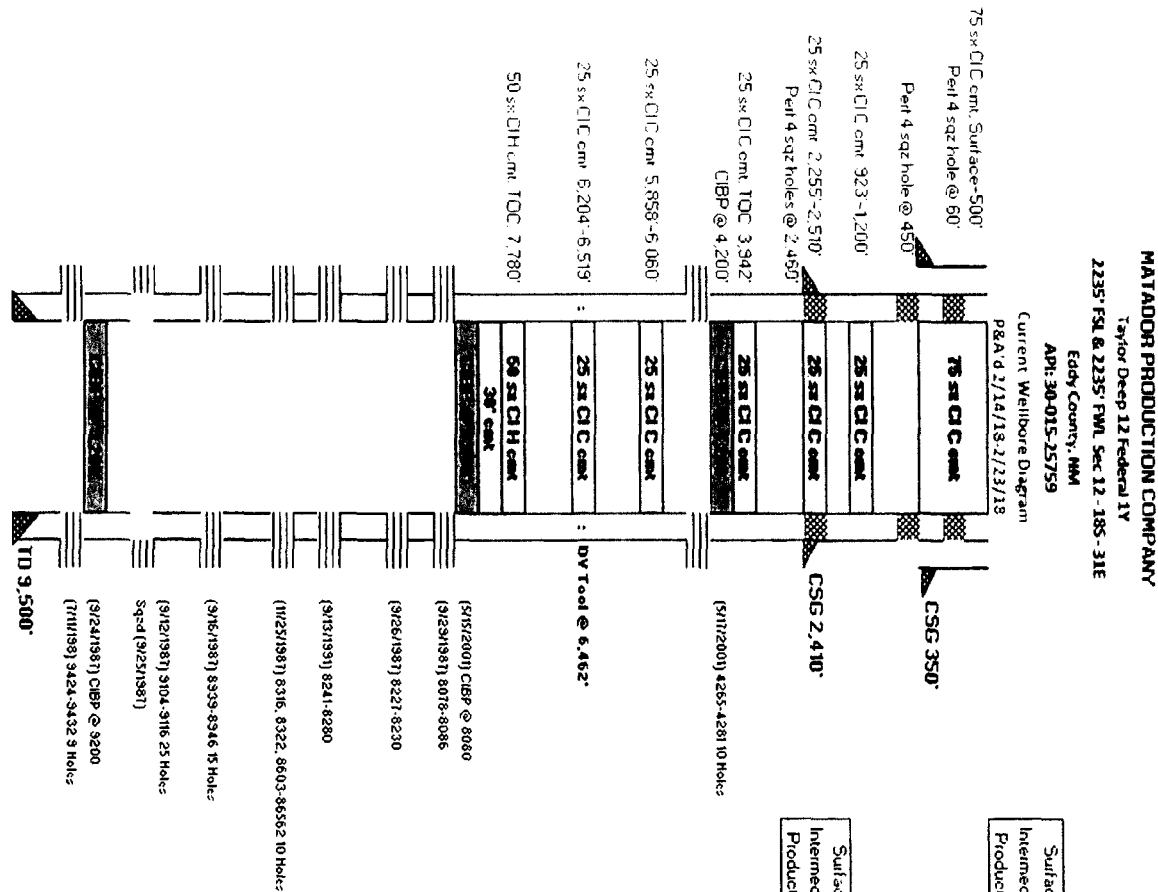 MATADOR PRODUCTION COMPANY
Taylor Deep 12 Federal 1Y
2235' FSL & 2235' FWL Sec 12 - 18S - 31E
Eddy County, NM
API: 30-015-25759
Current Wellbore Diagram
P&A'd 2/14/18-2/23/18
75 sx Cl C cmt, Surface-500'
Perf 4 sqz hole @ 60'
Perf 4 sqz hole @ 450'
25 sx Cl C cmt 923'-1,200'
25 sx Cl C cmt 2,255'-2,510'
Perf 4 sqz holes @ 2,460'
25 sx Cl C cmt. TOC 3,942'
CIBP @ 4,200'
25 sx Cl C cmt 5,858'-6,060'
25 sx Cl C cmt 6,204'-6,519'
50 sx Cl H cmt. TOC. 7,780'
75 sx Cl C cmt
25 sx Cl C cmt
25 sx Cl C cmt
25 sx Cl C cmt
25 sx Cl C cmt
25 sx Cl C cmt
50 sx Cl H cmt
cmt
CSG 350'
CSG 2,410'
(5/17/2001) 4265-4281 10 Holes
: : DV Tool @ 6,462'
(5/15/2001) CIBP @ 8060
(9/29/1987) 8078-8086
(9/26/1987) 8227-8230
(9/13/1991) 8241-8280
(11/25/1987) 8316, 8322, 8603-86562 10 Holes
(9/16/1987) 8939-8946 15 Holes
(9/12/1987) 9104-9116 25 Holes
Sqzd (9/25/1987)
(9/24/1987) CIBP @ 9200
(7/11/198) 9424-9432 9 Holes
TD 9,500'
Surfac
Intermec
Produc
Surfac
Intermec
Product